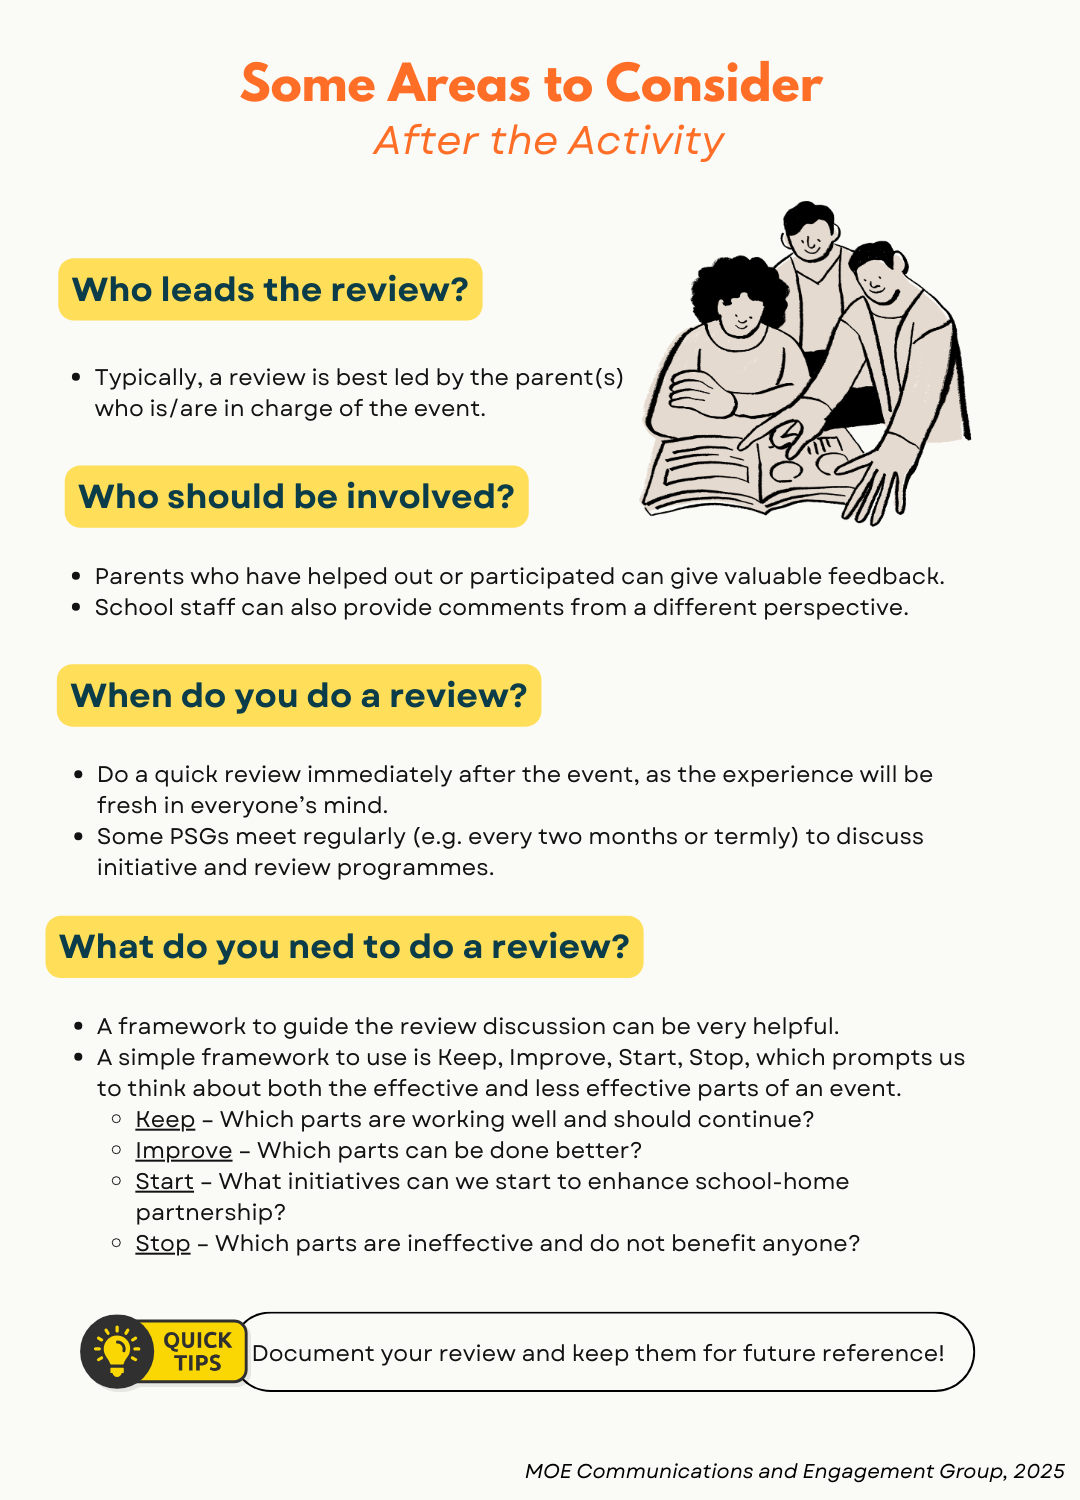 Some Areas to Consider
After the Activity
Who leads the review?
• Typically, a review is best led by the parent(s)
who is/are in charge of the event.
Who should be involved?
• Parents who have helped out or participated can give valuable feedback.
• School staff can also provide comments from a different perspective.
When do you do a review?
• Do a quick review immediately after the event, as the experience will be
fresh in everyone’s mind.
• Some PSGs meet regularly (e.g. every two months or termly) to discuss
initiative and review programmes.
What do you ned to do a review?
• A framework to guide the review discussion can be very helpful.
• A simple framework to use is Keep, Improve, Start, Stop, which prompts us
to think about both the effective and less effective parts of an event.
◦ Keep – Which parts are working well and should continue?
◦ Improve – Which parts can be done better?
◦ Start – What initiatives can we start to enhance school-home
partnership?
◦ Stop – Which parts are ineffective and do not benefit anyone?
QUICK
TIPS
Document your review and keep them for future reference!
MOE Communications and Engagement Group, 2025